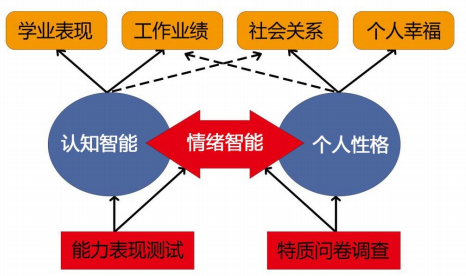 学业表现
工作业绩
社会关系
个人幸福
认知智能
情绪智能
个人性格
能力表现测试
特质问卷调查